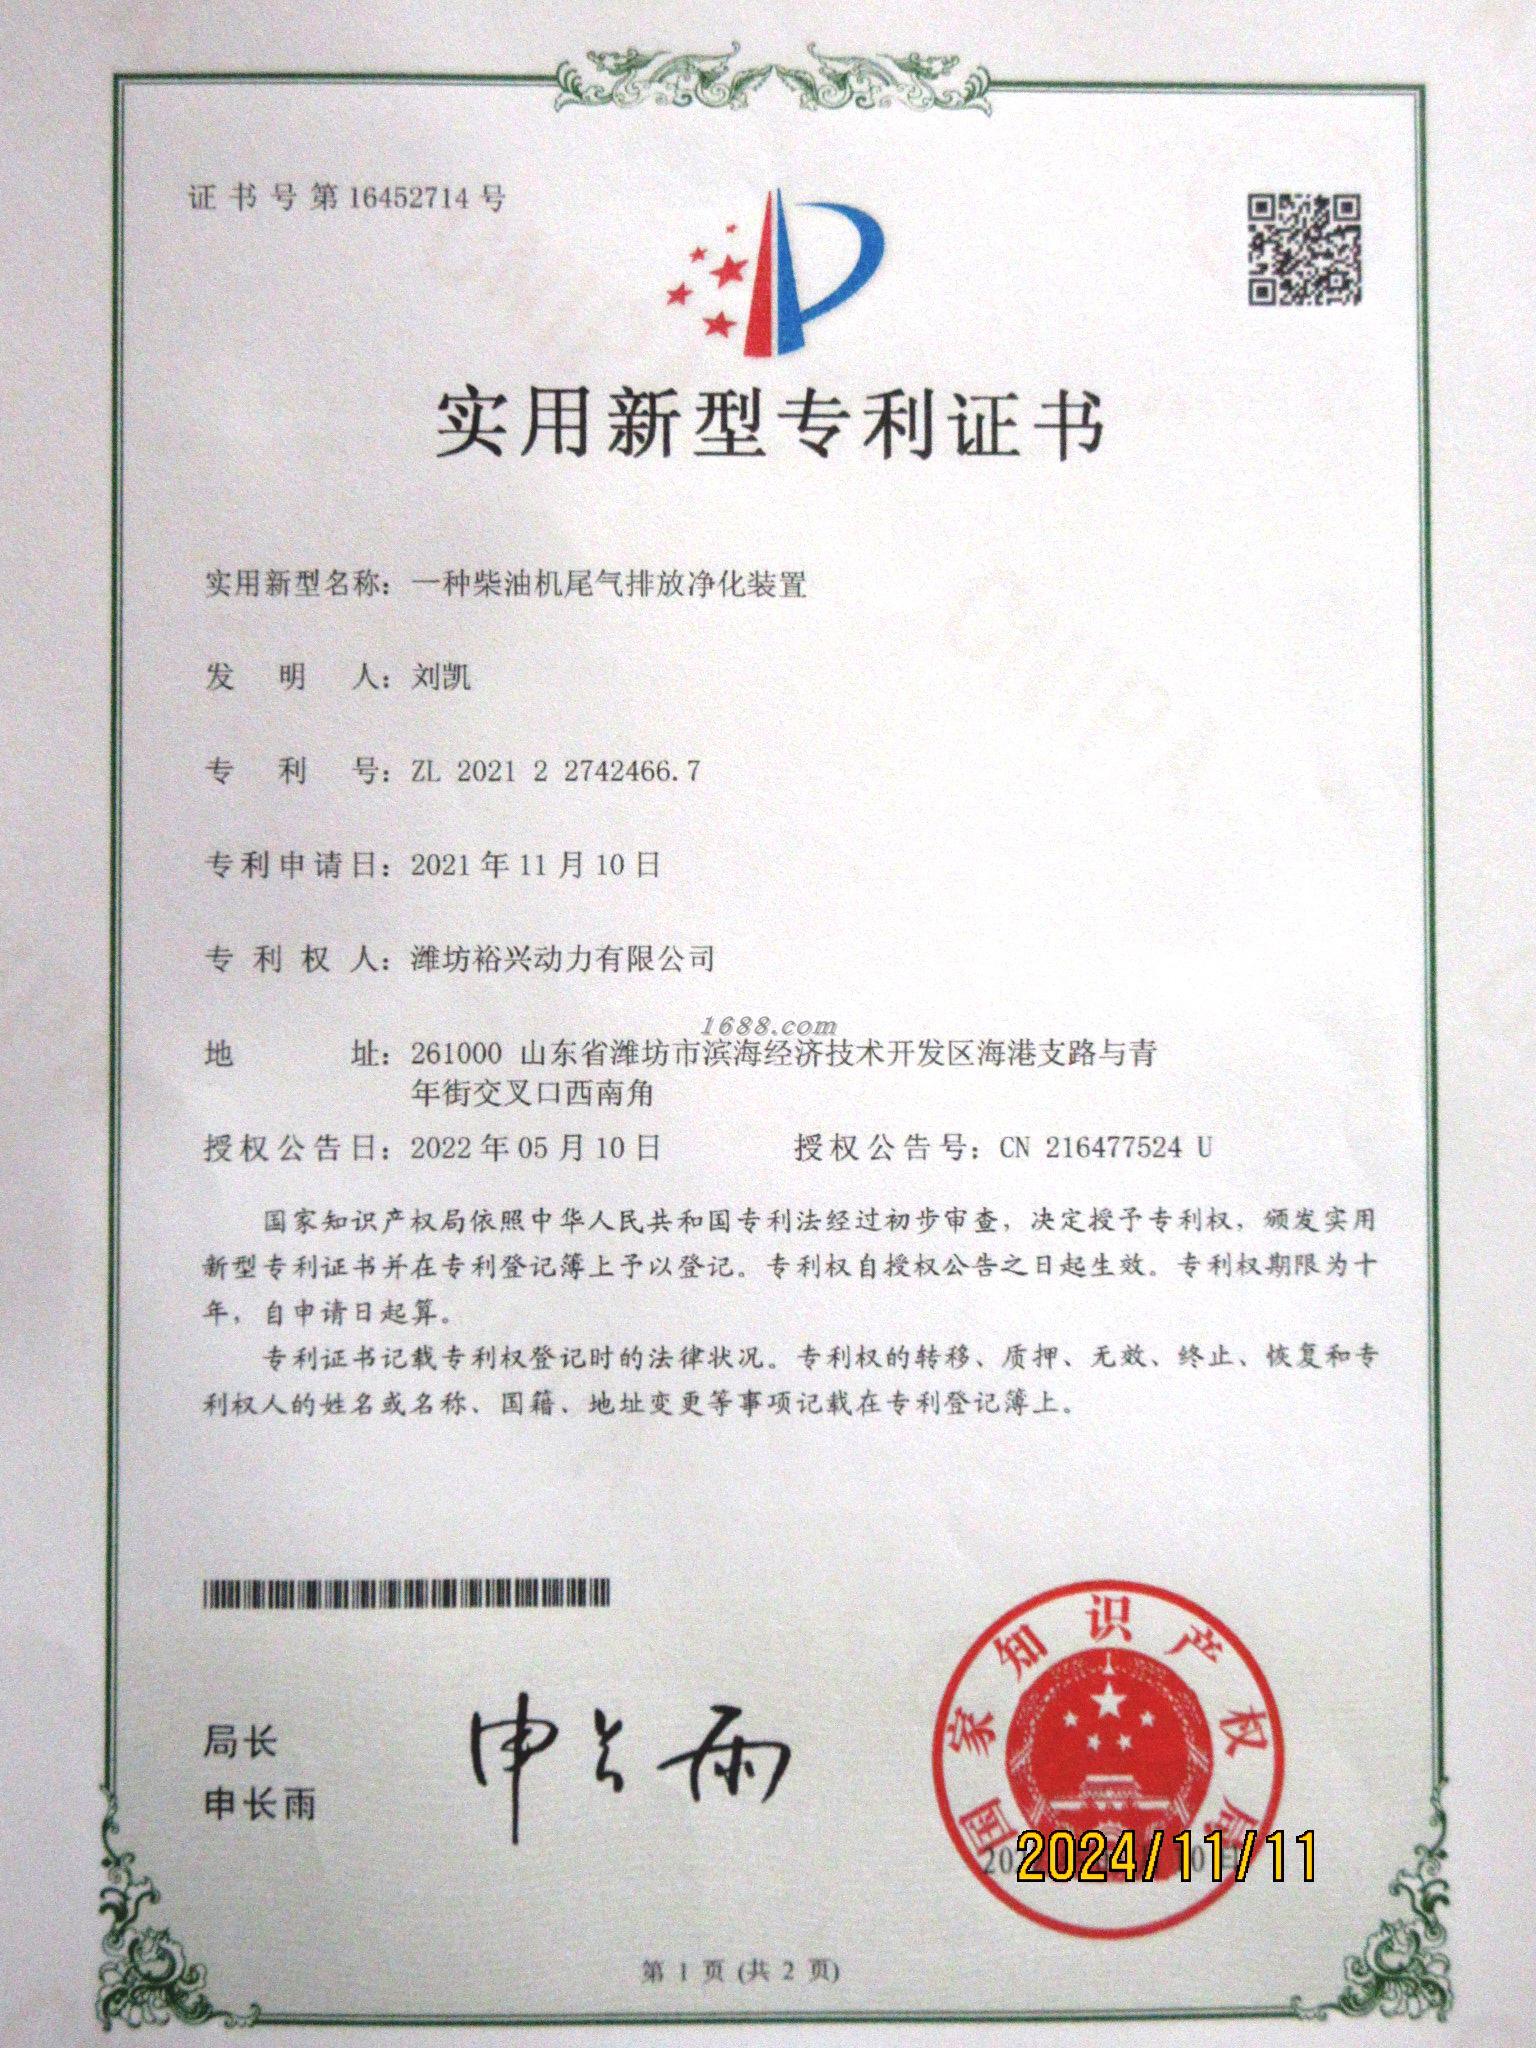 证书号第16452714号
实用新型专利证书
实用新型名称：一种柴油机尾气排放净化装置
发明人：刘凯
专利号：ZL 2021 2 2742466.7
专利申请日：2021年11月10日
专利权人：潍坊裕兴动力有限公司
1688.com
地址：261000 山东省潍坊市滨海经济技术开发区海港支路与青
年街交叉口西南角
授权公告日：2022年05月10日 授权公告号：CN 216477524 U
国家知识产权局依照中华人民共和国专利法经过初步审查，决定授予专利权，颁发实用
新型专利证书并在专利登记簿上予以登记。专利权自授权公告之日起生效。专利权期限为十
年，自申请日起算。
专利证书记载专利权登记时的法律状况。专利权的转移、质押、无效、终止、恢复和专
利权人的姓名或名称、国籍、地址变更等事项记载在专利登记簿上。
局长
申长雨
申长雨
国家知识产权局
2024/11/11
第 1 页 (共 2 页)